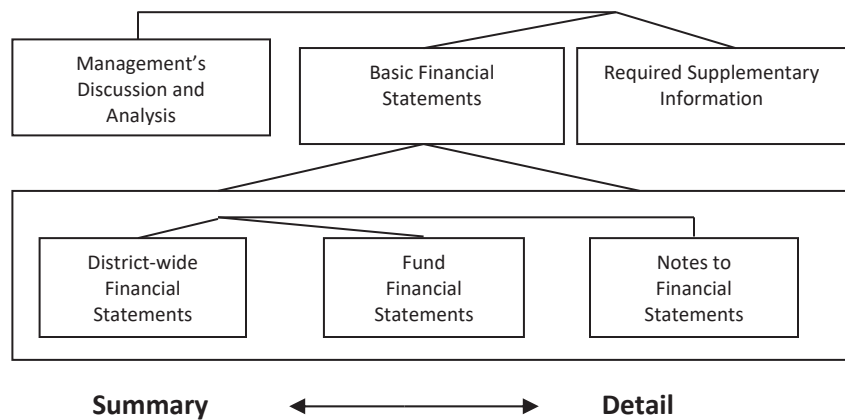 Management’s
Discussion and
Analysis
Basic Financial
Statements
Required Supplementary
Information
District-wide
Financial
Statements
Fund
Financial
Statements
Notes to
Financial
Statements
Summary
Detail